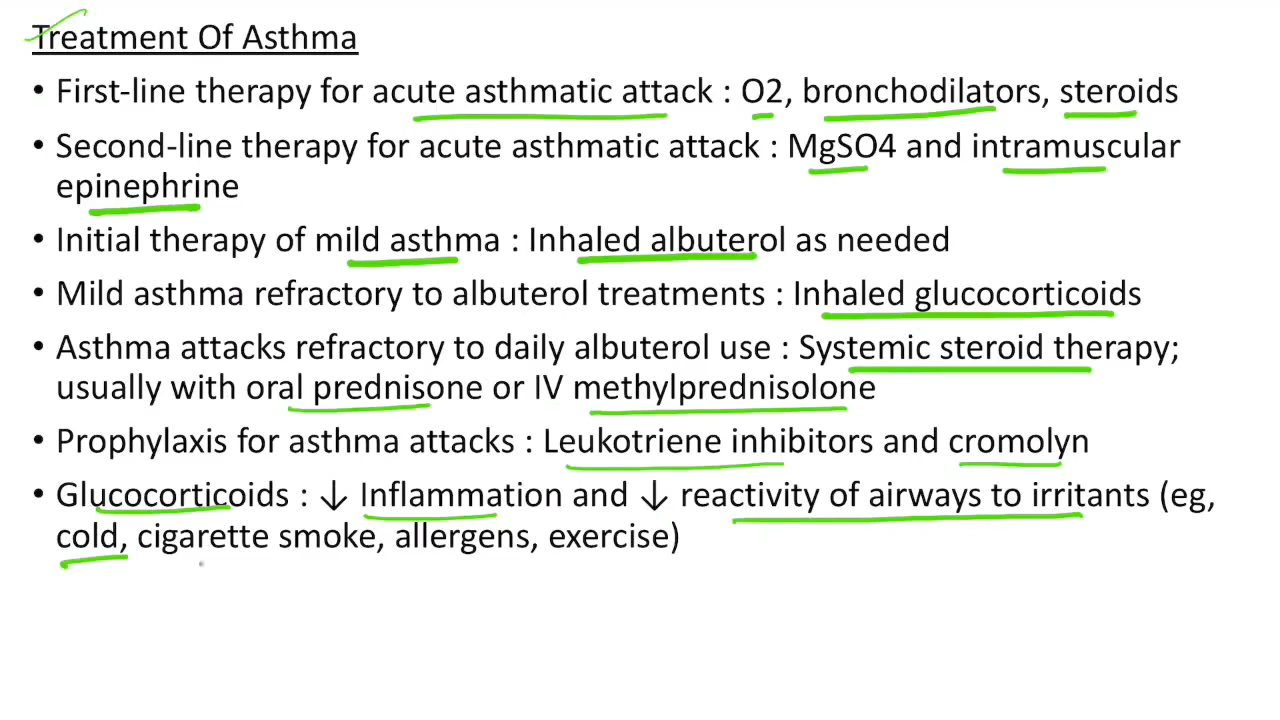 Treatment Of Asthma
• First-line therapy for acute asthmatic attack : O2, bronchodilators, steroids
• Second-line therapy for acute asthmatic attack : MgSO4 and intramuscular
epinephrine
• Initial therapy of mild asthma : Inhaled albuterol as needed
• Mild asthma refractory to albuterol treatments : Inhaled glucocorticoids
• Asthma attacks refractory to daily albuterol use : Systemic steroid therapy;
usually with oral prednisone or IV methylprednisolone
• Prophylaxis for asthma attacks : Leukotriene inhibitors and cromolyn
• Glucocorticoids : ↓ Inflammation and ↓ reactivity of airways to irritants (eg,
cold, cigarette smoke, allergens, exercise)